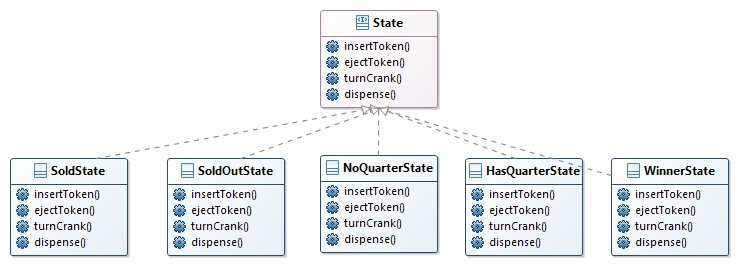 State
insertToken()
ejectToken()
turnCrank()
dispense()
SoldState
insertToken()
ejectToken()
turnCrank()
dispense()
SoldOutState
insertToken()
ejectToken()
turnCrank()
dispense()
NoQuarterState
insertToken()
ejectToken()
turnCrank()
dispense()
HasQuarterState
insertToken()
ejectToken()
turnCrank()
dispense()
WinnerState
insertToken()
ejectToken()
turnCrank()
dispense()